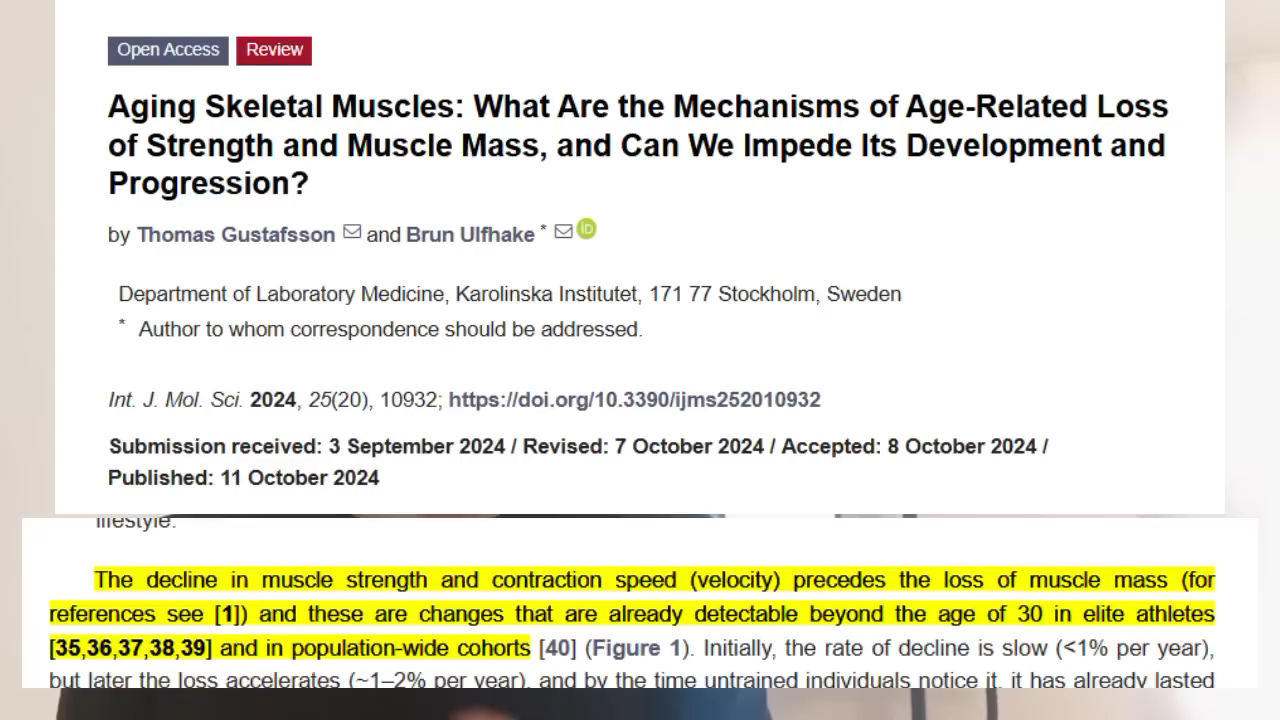 Open Access Review
Aging Skeletal Muscles: What Are the Mechanisms of Age-Related Loss
of Strength and Muscle Mass, and Can We Impede Its Development and
Progression?
by Thomas Gustafsson and Brun Ulfhake *
Department of Laboratory Medicine, Karolinska Institutet, 171 77 Stockholm, Sweden
* Author to whom correspondence should be addressed.
Int. J. Mol. Sci. 2024, 25(20), 10932; https://doi.org/10.3390/ijms252010932
Submission received: 3 September 2024 / Revised: 7 October 2024 / Accepted: 8 October 2024 /
Published: 11 October 2024
lifestyle.
The decline in muscle strength and contraction speed (velocity) precedes the loss of muscle mass (for
references see [1]) and these are changes that are already detectable beyond the age of 30 in elite athletes
[35,36,37,38,39] and in population-wide cohorts [40] (Figure 1). Initially, the rate of decline is slow (<1% per year),
but later the loss accelerates (~1–2% per year), and by the time untrained individuals notice it, it has already lasted